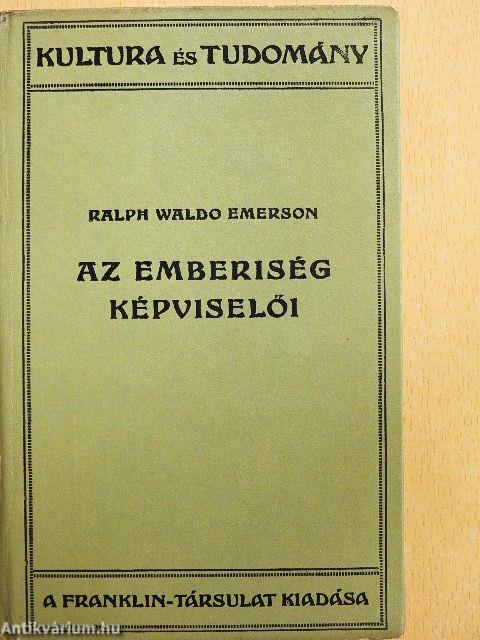 KULTURA ÉS TUDOMÁNY
RALPH WALDO EMERSON
AZ EMBERISÉG
KÉPVISELŐI
A FRANKLIN-TÁRSULAT KIADÁSA
Antikvárium.hu